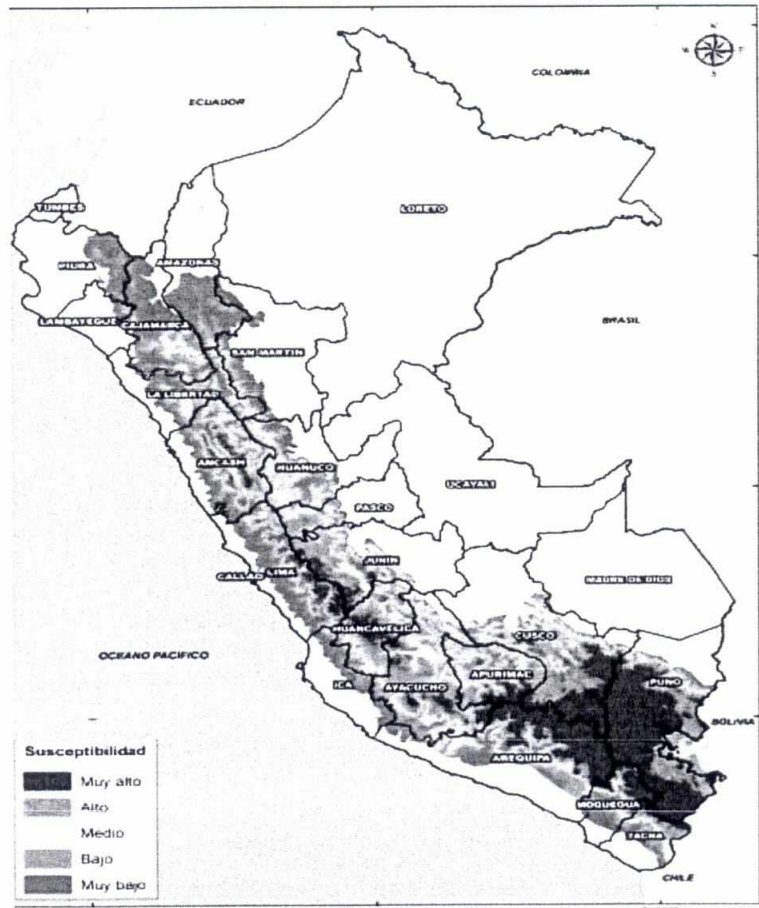 N
COLOMBIA
ECUADOR
TUMBES
LORETO
PIURA
AMAZONAS
LAMBAYEQUE
CAJAMARCA
BRASIL
SAN MARTIN
LA LIBERTAD
ANCASH
HUANUCO
UCAYALI
PASCO
JUNIN
CALLAO
LIMA
MADRE DE DIOS
HUANCAVELICA
CUSCO
OCEANO PACIFICO
ICA
AYACUCHO
APURIMAC
PUNO
BOLIVIA
AREQUIPA
MOQUEGUA
TACNA
CHILE
Susceptibilidad
Muy alto
Alto
Medio
Bajo
Muy bajo